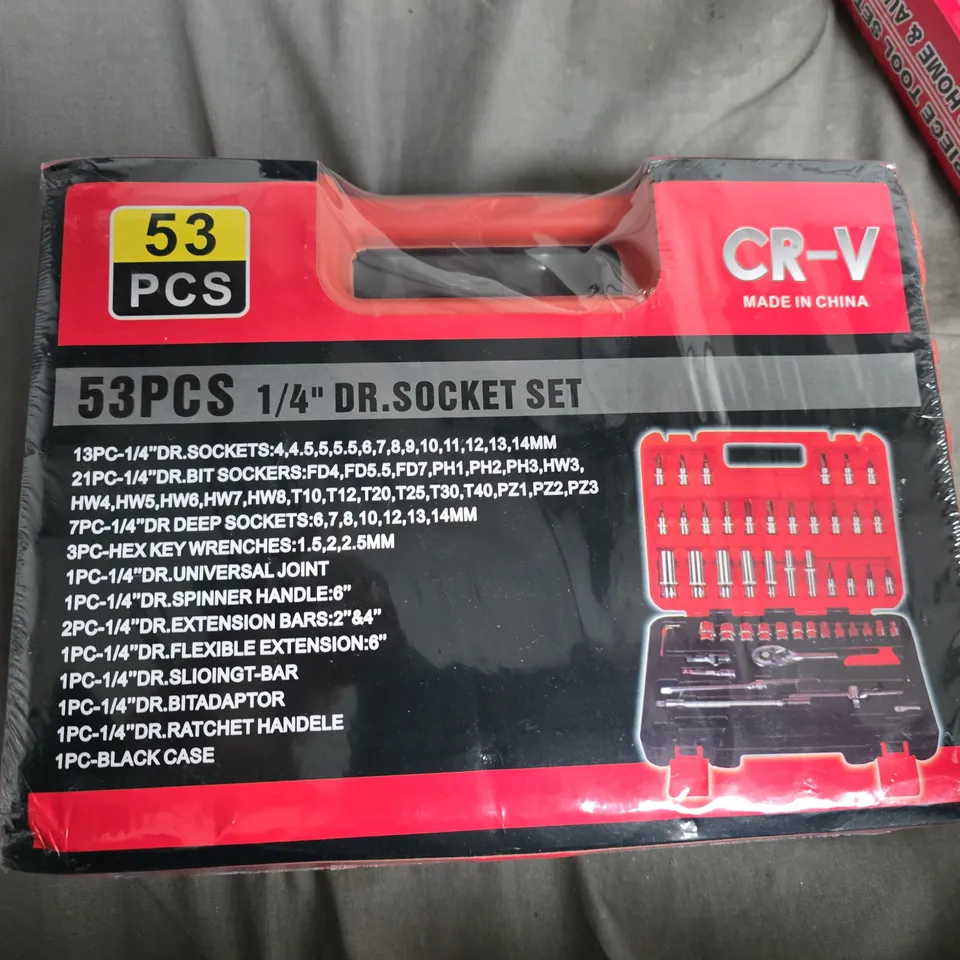 PIECE TOOL SET
HOME & AU
53
PCS
CR-V
MADE IN CHINA
53PCS 1/4" DR.SOCKET SET
13PC-1/4"DR.SOCKETS:4,4.5,5,5.5,6,7,8,9,10,11,12,13,14MM
21PC-1/4"DR.BIT SOCKERS:FD4,FD5.5,FD7,PH1,PH2,PH3,HW3,
HW4,HW5,HW6,HW7,HW8,T10,T12,T20,T25,T30,T40,PZ1,PZ2,PZ3
7PC-1/4"DR DEEP SOCKETS:6,7,8,10,12,13,14MM
3PC-HEX KEY WRENCHES:1.5,2,2.5MM
1PC-1/4"DR.UNIVERSAL JOINT
1PC-1/4"DR.SPINNER HANDLE:6"
2PC-1/4"DR.EXTENSION BARS:2"&4"
1PC-1/4"DR.FLEXIBLE EXTENSION:6"
1PC-1/4"DR.SLIOINGT-BAR
1PC-1/4"DR.BITADAPTOR
1PC-1/4"DR.RATCHET HANDELE
1PC-BLACK CASE